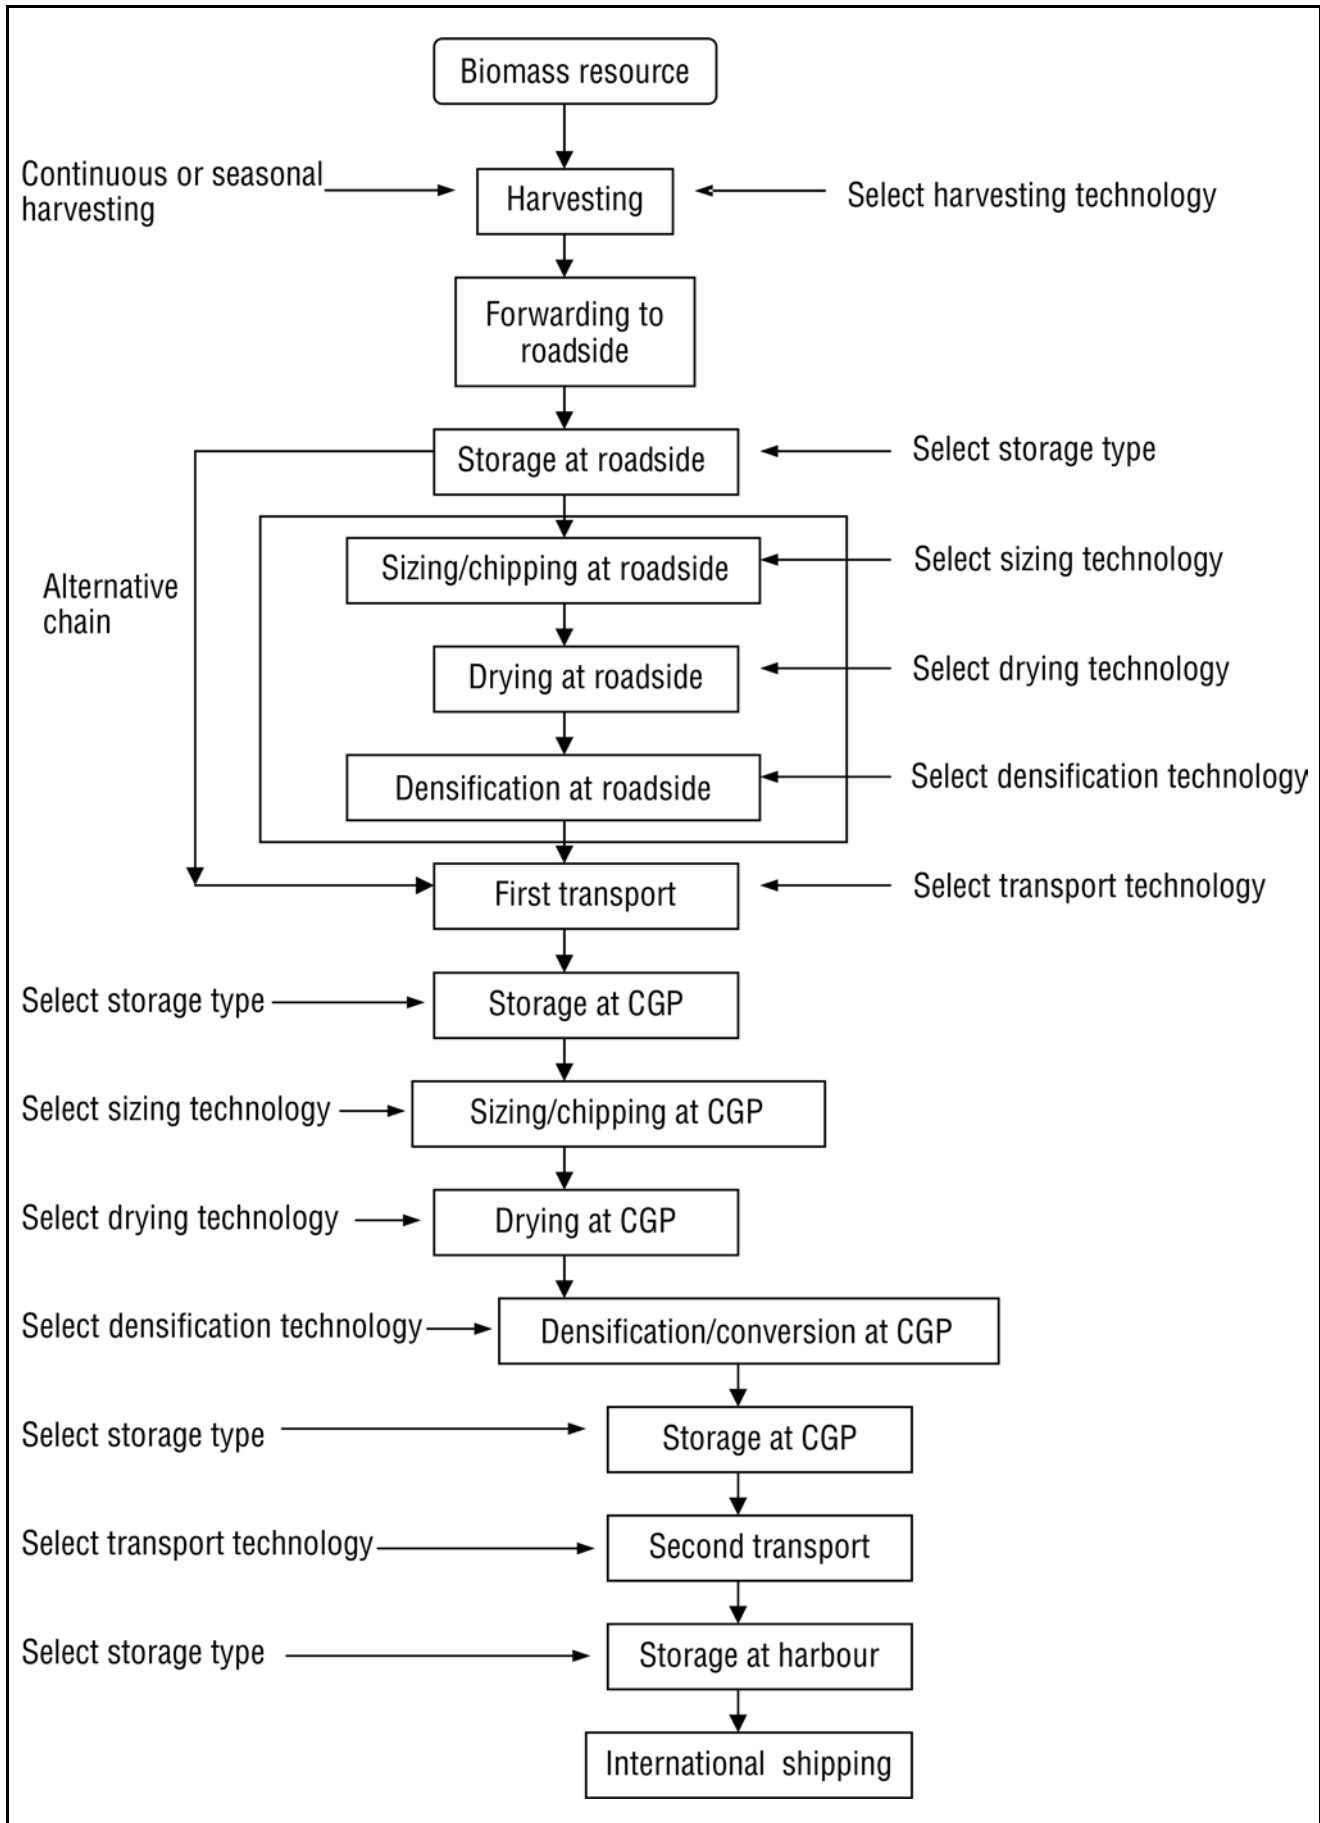 Biomass resource
Continuous or seasonal
harvesting
Harvesting
Select harvesting technology
Forwarding to
roadside
Storage at roadside
Select storage type
Alternative
chain
Sizing/chipping at roadside
Select sizing technology
Drying at roadside
Select drying technology
Densification at roadside
Select densification technology
First transport
Select transport technology
Select storage type
Storage at CGP
Select sizing technology
Sizing/chipping at CGP
Select drying technology
Drying at CGP
Select densification technology
Densification/conversion at CGP
Select storage type
Storage at CGP
Select transport technology
Second transport
Select storage type
Storage at harbour
International shipping